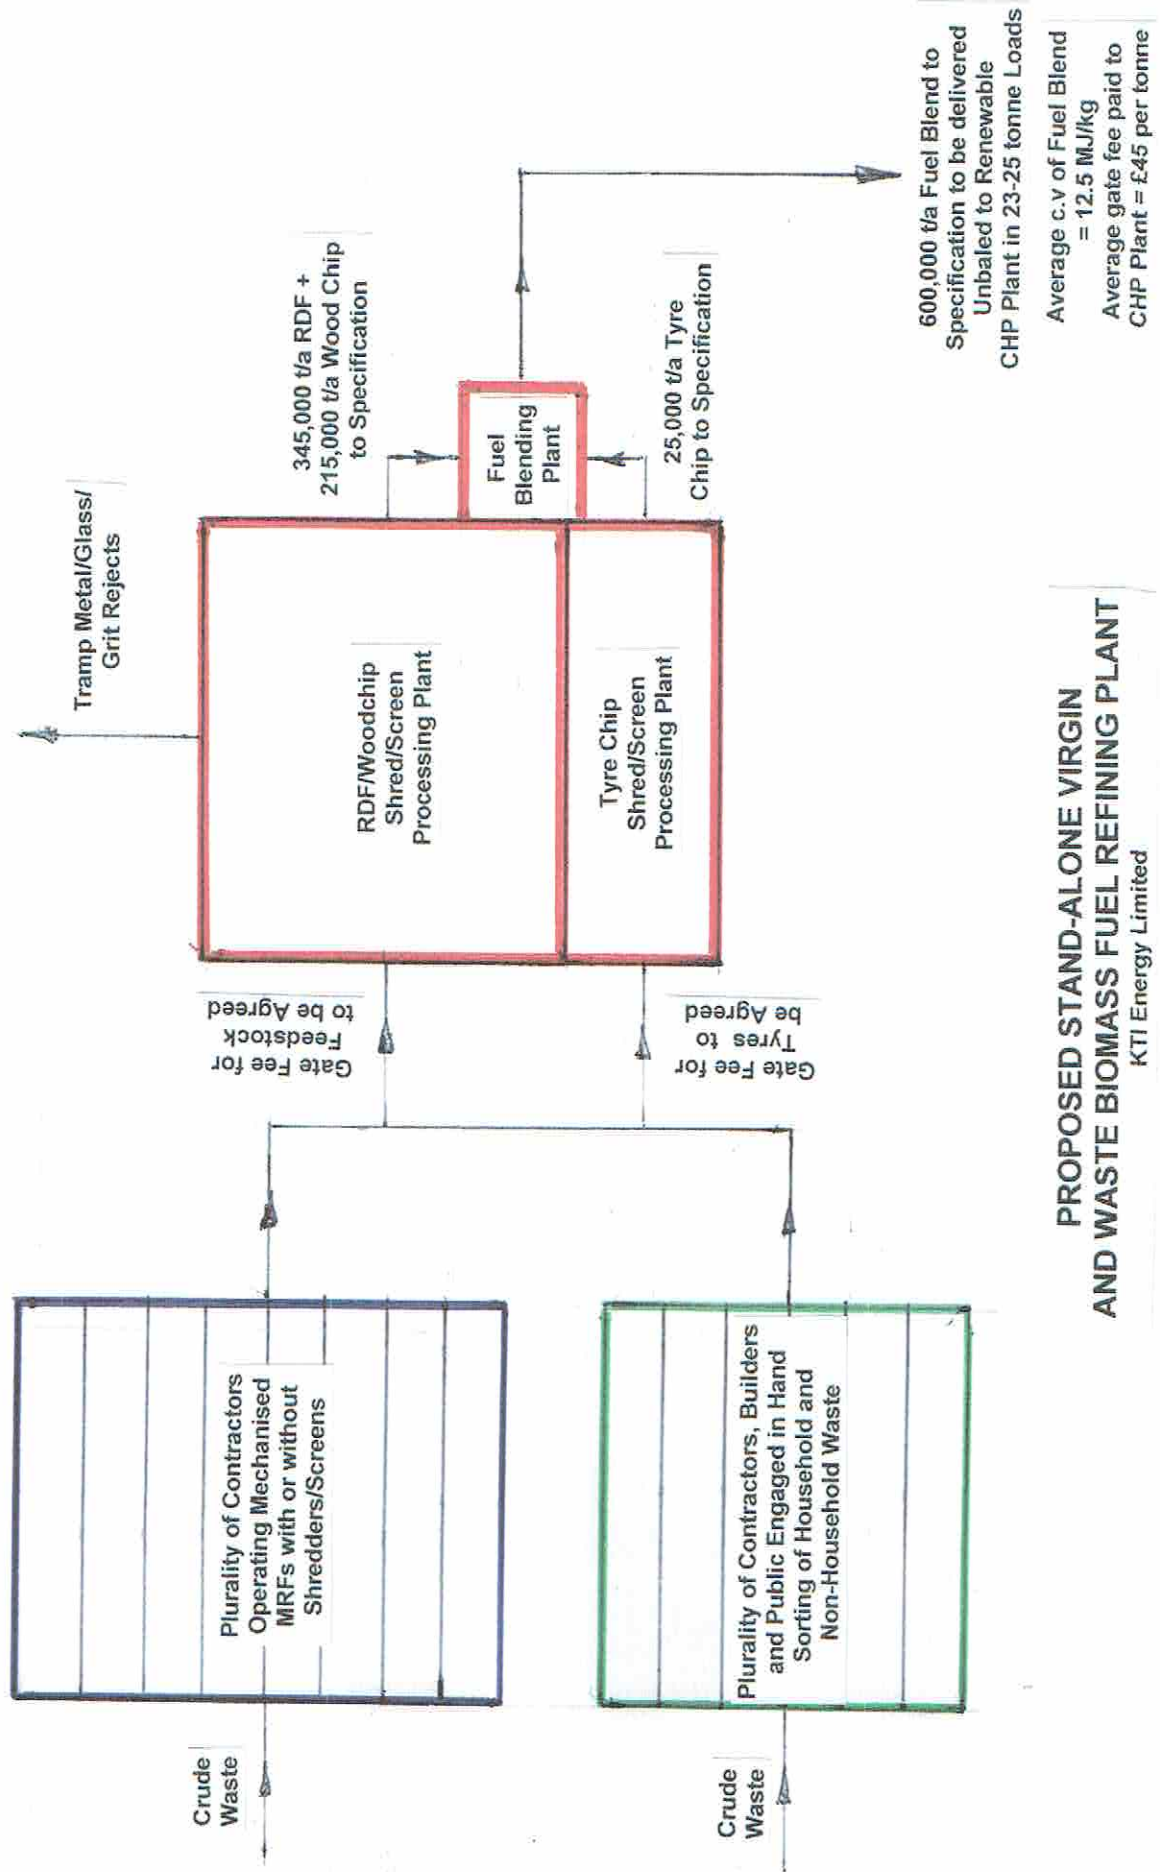 Crude
Waste
Plurality of Contractors
Operating Mechanised
MRFs with or without
Shredders/Screens
Crude
Waste
Plurality of Contractors, Builders
and Public Engaged in Hand
Sorting of Household and
Non-Household Waste
Gate Fee for
Feedstock
to be Agreed
Gate Fee for
Tyres to
be Agreed
Tramp Metal/Glass/
Grit Rejects
RDF/Woodchip
Shred/Screen
Processing Plant
Tyre Chip
Shred/Screen
Processing Plant
345,000 t/a RDF +
215,000 t/a Wood Chip
to Specification
Fuel
Blending
Plant
25,000 t/a Tyre
Chip to Specification
600,000 t/a Fuel Blend to
Specification to be delivered
Unbaled to Renewable
CHP Plant in 23-25 tonne Loads
Average c.v of Fuel Blend
= 12.5 MJ/kg
Average gate fee paid to
CHP Plant = £45 per tonne
PROPOSED STAND-ALONE VIRGIN
AND WASTE BIOMASS FUEL REFINING PLANT
KTI Energy Limited